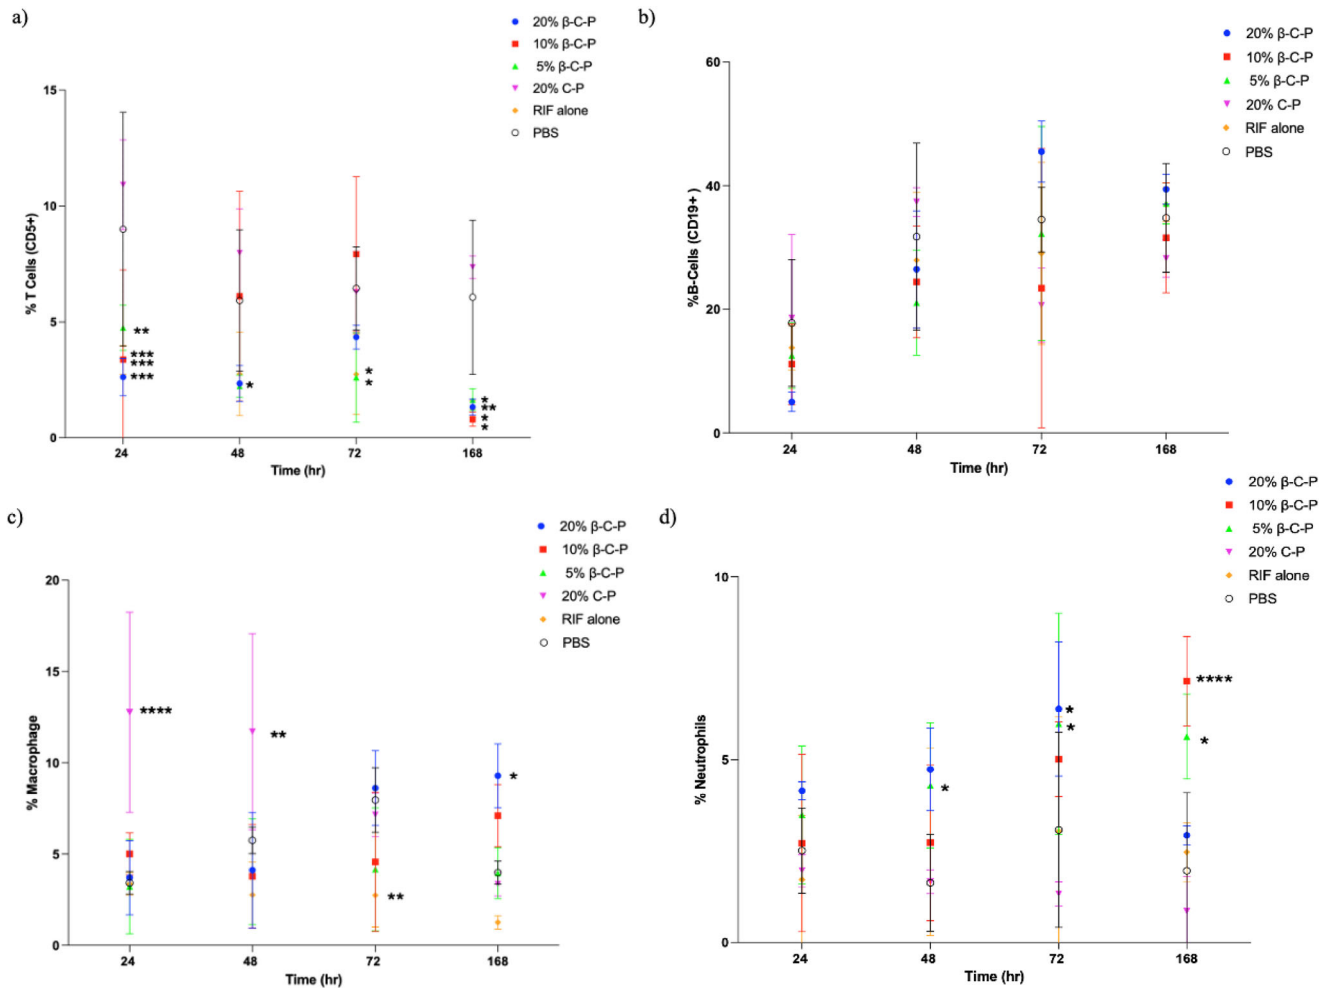 a)
20% β-C-P
10% β-C-P
5% β-C-P
20% C-P
RIF alone
PBS
15
10
5
0
% T Cells (CD5+)
**
***
***
***
*
*
*
*
**
*
*
24 48 72 168
Time (hr)
b)
20% β-C-P
10% β-C-P
5% β-C-P
20% C-P
RIF alone
PBS
60
40
20
0
%B-Cells (CD19+)
24 48 72 168
Time (hr)
c)
20% β-C-P
10% β-C-P
5% β-C-P
20% C-P
RIF alone
PBS
20
15
10
5
0
% Macrophage
****
**
**
*
24 48 72 168
Time (hr)
d)
20% β-C-P
10% β-C-P
5% β-C-P
20% C-P
RIF alone
PBS
10
5
0
% Neutrophils
*
*
*
****
*
24 48 72 168
Time (hr)